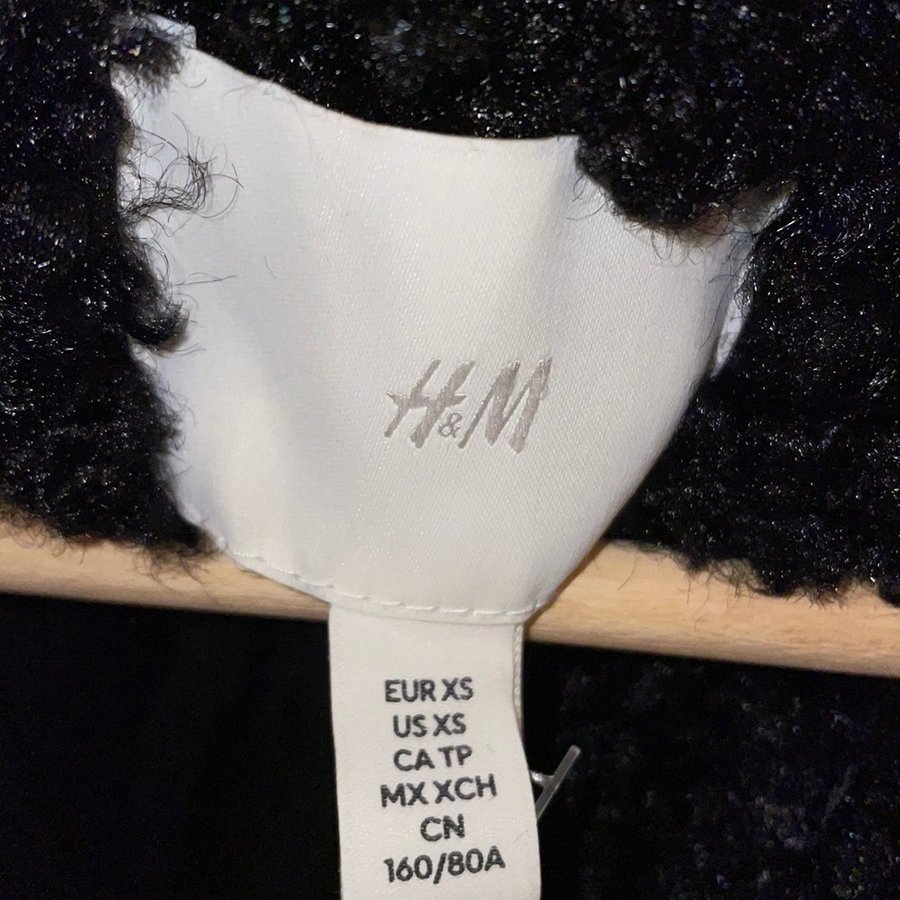 H&M
EUR XS
US XS
CA TP
MX XCH
CN
160/80A